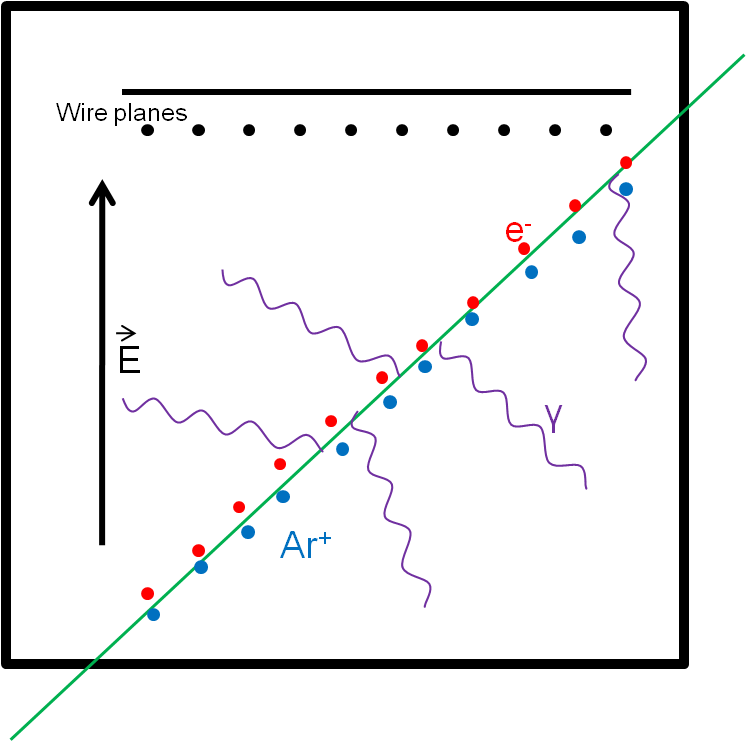 Wire planes
e-
E
γ
Ar+